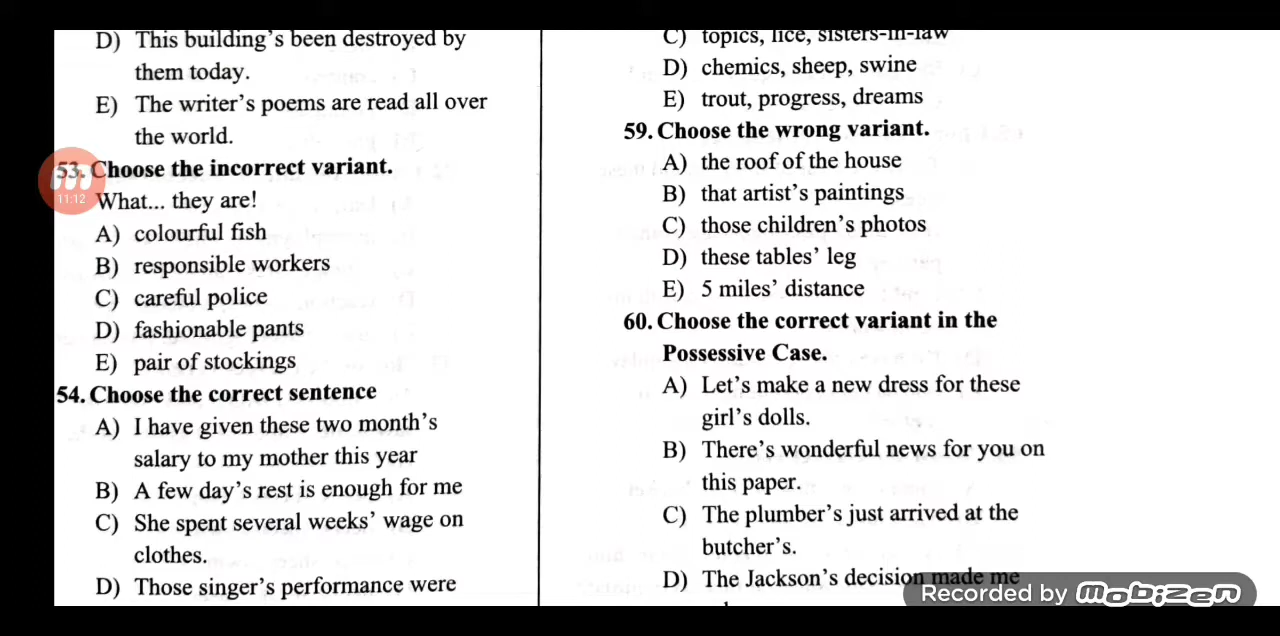 D) This building's been destroyed by
them today.
E) The writer's poems are read all over
the world.
53. Choose the incorrect variant.
What... they are!
A) colourful fish
B) responsible workers
C) careful police
D) fashionable pants
E) pair of stockings
54. Choose the correct sentence
A) I have given these two month's
salary to my mother this year
B) A few day's rest is enough for me
C) She spent several weeks' wage on
clothes.
D) Those singer's performance were
C) topics, lice, sisters-in-law
D) chemics, sheep, swine
E) trout, progress, dreams
59. Choose the wrong variant.
A) the roof of the house
B) that artist's paintings
C) those children's photos
D) these tables' leg
E) 5 miles' distance
60. Choose the correct variant in the
Possessive Case.
A) Let's make a new dress for these
girl's dolls.
B) There's wonderful news for you on
this paper.
C) The plumber's just arrived at the
butcher's.
D) The Jackson's decision made me
11:12
Recorded by Mobizen